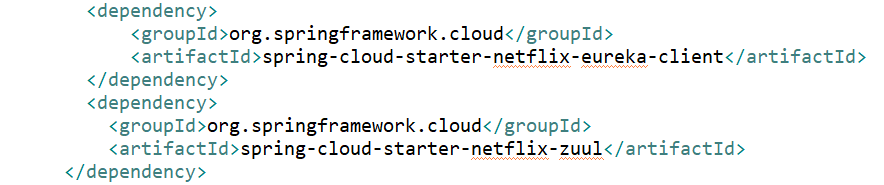 <dependency>
<groupId>org.springframework.cloud</groupId>
<artifactId>spring-cloud-starter-netflix-eureka-client</artifactId>
</dependency>
<dependency>
<groupId>org.springframework.cloud</groupId>
<artifactId>spring-cloud-starter-netflix-zuul</artifactId>
</dependency>